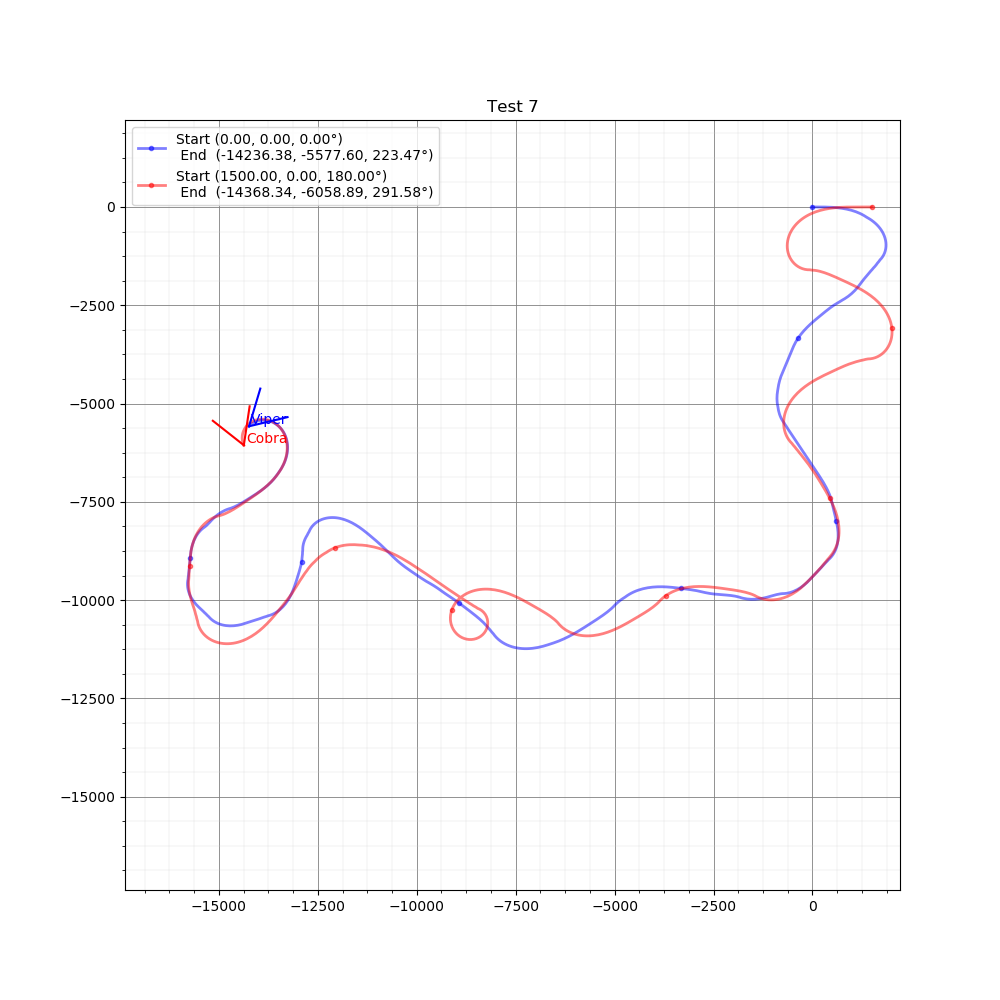 Test 7
Start (0.00, 0.00, 0.00°)
End  (-14236.38, -5577.60, 223.47°)
Start (1500.00, 0.00, 180.00°)
End  (-14368.34, -6058.89, 291.58°)
0
−2500
−5000
−7500
−10000
−12500
−15000
Viper
Cobra
−15000 −12500 −10000 −7500 −5000 −2500 0